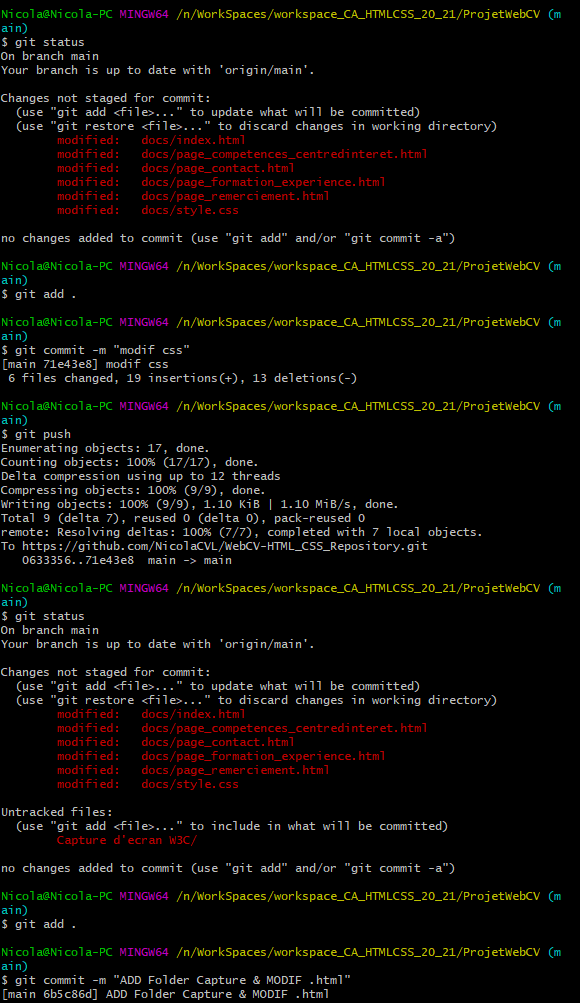 Nicola@Nicola-PC MINGW64 /n/WorkSpaces/workspace_CA_HTMLCSS_20_21/ProjetWebCV (m
ain)
$ git status
On branch main
Your branch is up to date with 'origin/main'.
Changes not staged for commit:
  (use "git add <file>..." to update what will be committed)
  (use "git restore <file>..." to discard changes in working directory)
        modified:   docs/index.html
        modified:   docs/page_competences_centredinteret.html
        modified:   docs/page_contact.html
        modified:   docs/page_formation_experience.html
        modified:   docs/page_remerciement.html
        modified:   docs/style.css
no changes added to commit (use "git add" and/or "git commit -a")
Nicola@Nicola-PC MINGW64 /n/WorkSpaces/workspace_CA_HTMLCSS_20_21/ProjetWebCV (m
ain)
$ git add .
Nicola@Nicola-PC MINGW64 /n/WorkSpaces/workspace_CA_HTMLCSS_20_21/ProjetWebCV (m
ain)
$ git commit -m "modif css"
[main 71e43e8] modif css
 6 files changed, 19 insertions(+), 13 deletions(-)
Nicola@Nicola-PC MINGW64 /n/WorkSpaces/workspace_CA_HTMLCSS_20_21/ProjetWebCV (m
ain)
$ git push
Enumerating objects: 17, done.
Counting objects: 100% (17/17), done.
Delta compression using up to 12 threads
Compressing objects: 100% (9/9), done.
Writing objects: 100% (9/9), 1.10 KiB | 1.10 MiB/s, done.
Total 9 (delta 7), reused 0 (delta 0), pack-reused 0
remote: Resolving deltas: 100% (7/7), completed with 7 local objects.
To https://github.com/NicolaCVL/WebCV-HTML_CSS_Repository.git
   0633356..71e43e8  main -> main
Nicola@Nicola-PC MINGW64 /n/WorkSpaces/workspace_CA_HTMLCSS_20_21/ProjetWebCV (m
ain)
$ git status
On branch main
Your branch is up to date with 'origin/main'.
Changes not staged for commit:
  (use "git add <file>..." to update what will be committed)
  (use "git restore <file>..." to discard changes in working directory)
        modified:   docs/index.html
        modified:   docs/page_competences_centredinteret.html
        modified:   docs/page_contact.html
        modified:   docs/page_formation_experience.html
        modified:   docs/page_remerciement.html
        modified:   docs/style.css
Untracked files:
  (use "git add <file>..." to include in what will be committed)
        Capture d'ecran W3C/
no changes added to commit (use "git add" and/or "git commit -a")
Nicola@Nicola-PC MINGW64 /n/WorkSpaces/workspace_CA_HTMLCSS_20_21/ProjetWebCV (m
ain)
$ git add .
Nicola@Nicola-PC MINGW64 /n/WorkSpaces/workspace_CA_HTMLCSS_20_21/ProjetWebCV (m
ain)
$ git commit -m "ADD Folder Capture & MODIF .html"
[main 6b5c86d] ADD Folder Capture & MODIF .html